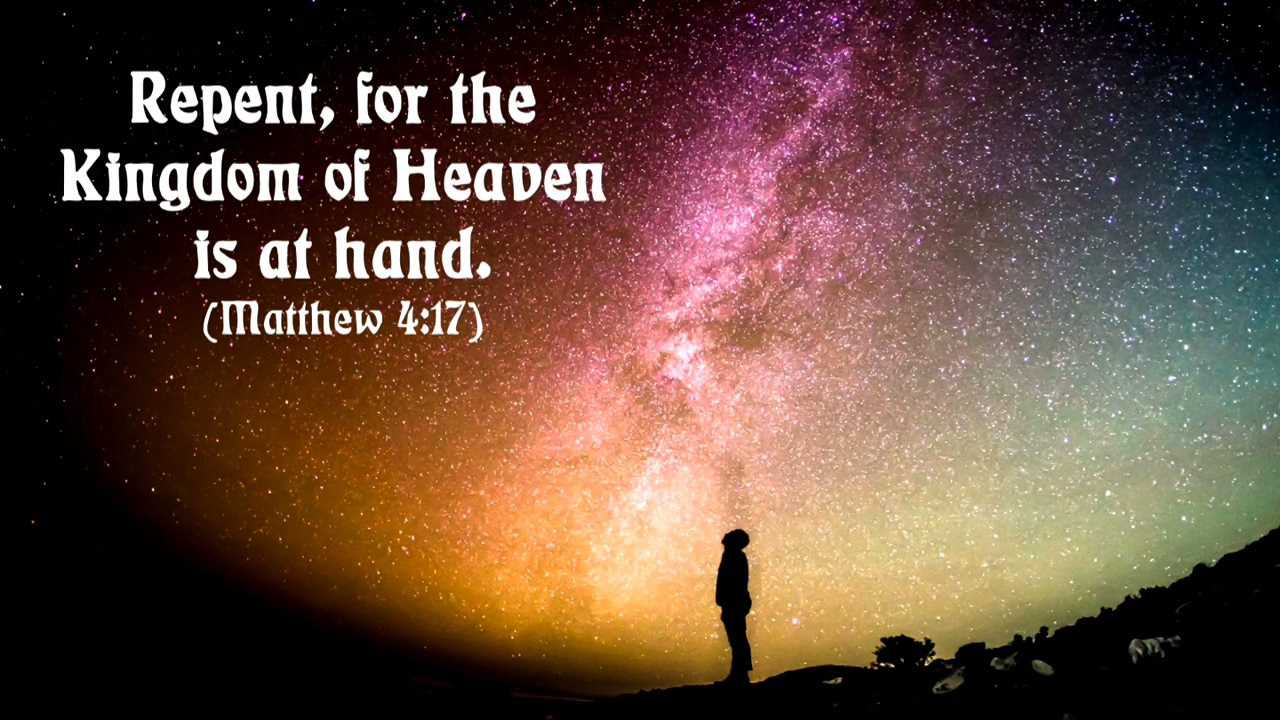 Repent, for the
Kingdom of Heaven
is at hand.
(Matthew 4:17)